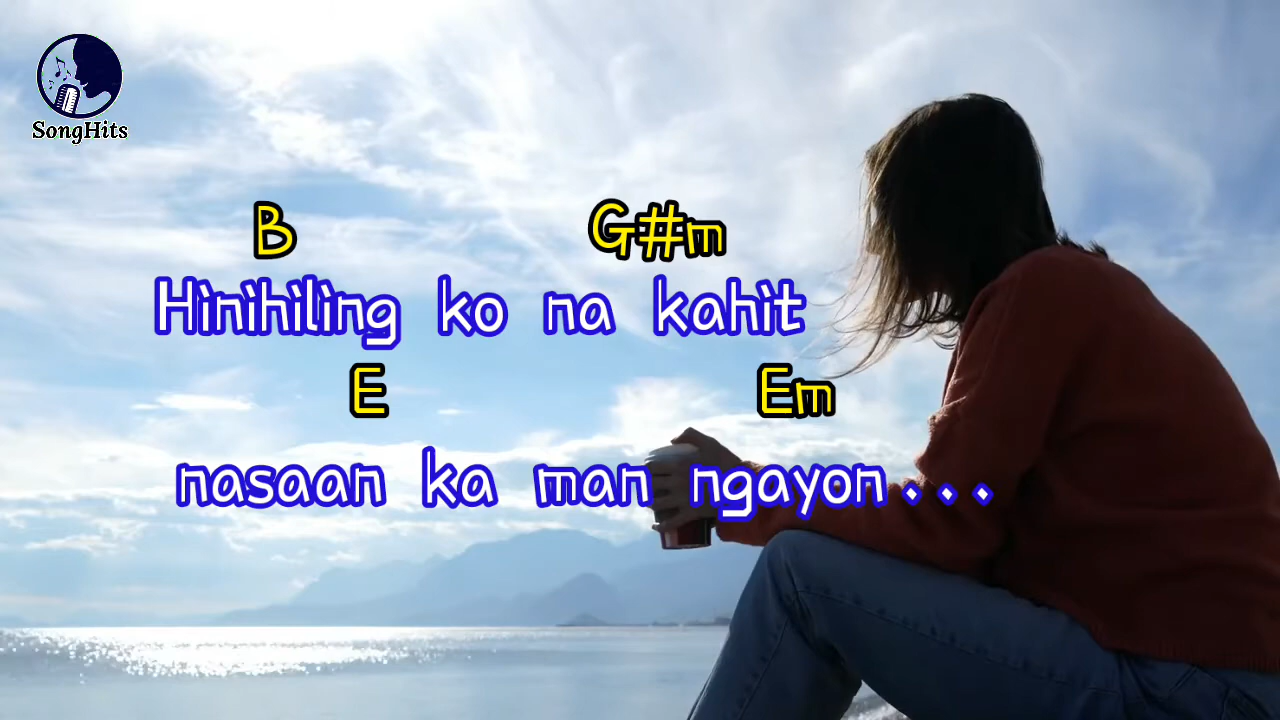 SongHits
B G#m
Hinihiling ko na kahit
E Em
nasaan ka man ngayon...